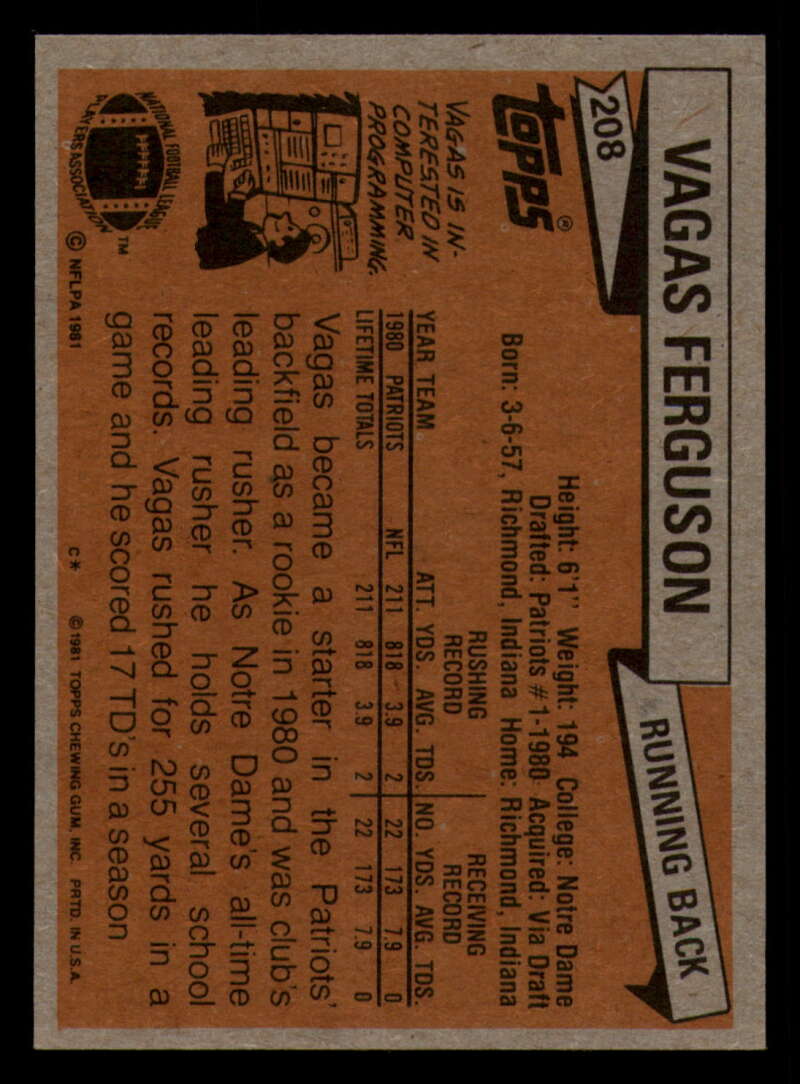 VAGAS FERGUSON
RUNNING BACK
208
TOPPS®
Height: 6'1" Weight: 194 College: Notre Dame
Drafted: Patriots #1-1980 Acquired: Via Draft
Born: 3-6-57, Richmond, Indiana Home: Richmond, Indiana
VAGAS IS IN-
TERESTED IN
COMPUTER
PROGRAMMING.
RUSHING RECEIVING
RECORD RECORD
YEAR TEAM ATT. YDS. AVG. TDS. NO. YDS. AVG. TDS.
1980 PATRIOTS NFL 211 818 3.9 2 22 173 7.9 0
LIFETIME TOTALS 211 818 3.9 2 22 173 7.9 0
Vagas became a starter in the Patriots'
backfield as a rookie in 1980 and was club's
leading rusher. As Notre Dame's all-time
leading rusher he holds several school
records. Vagas rushed for 255 yards in a
game and he scored 17 TD's in a season
NATIONAL FOOTBALL LEAGUE
PLAYERS ASSOCIATION
TM
© NFLPA 1981
C* ©1981 TOPPS CHEWING GUM, INC. PRTD. IN U.S.A.